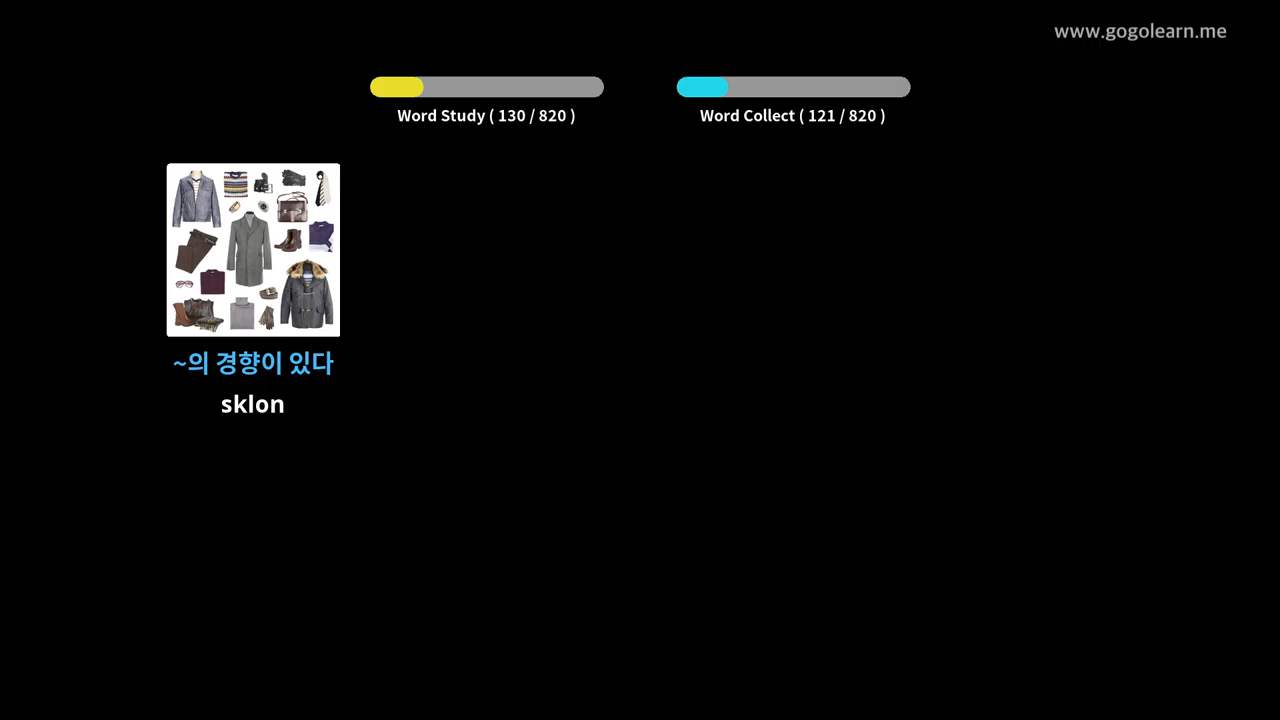 www.gogolearn.me
Word Study ( 130 / 820 )
Word Collect ( 121 / 820 )
~의 경향이 있다
sklon